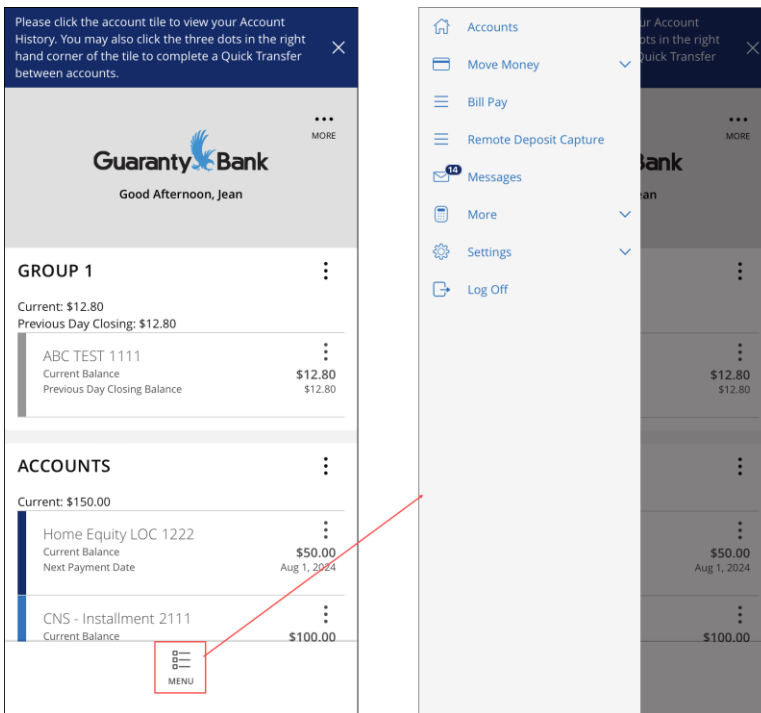 Please click the account tile to view your Account
History. You may also click the three dots in the right
hand corner of the tile to complete a Quick Transfer
between accounts.
MORE
Guaranty Bank
Good Afternoon, Jean
GROUP 1
Current: $12.80
Previous Day Closing: $12.80
ABC TEST 1111
Current Balance $12.80
Previous Day Closing Balance $12.80
ACCOUNTS
Current: $150.00
Home Equity LOC 1222
Current Balance $50.00
Next Payment Date Aug 1, 2024
CNS - Installment 2111
Current Balance $100.00
MENU
Accounts
Move Money
Bill Pay
Remote Deposit Capture
14
Messages
More
Settings
Log Off
ur Account
ots in the right
Quick Transfer
MORE
Bank
ean
$12.80
$12.80
$50.00
Aug 1, 2024
$100.00